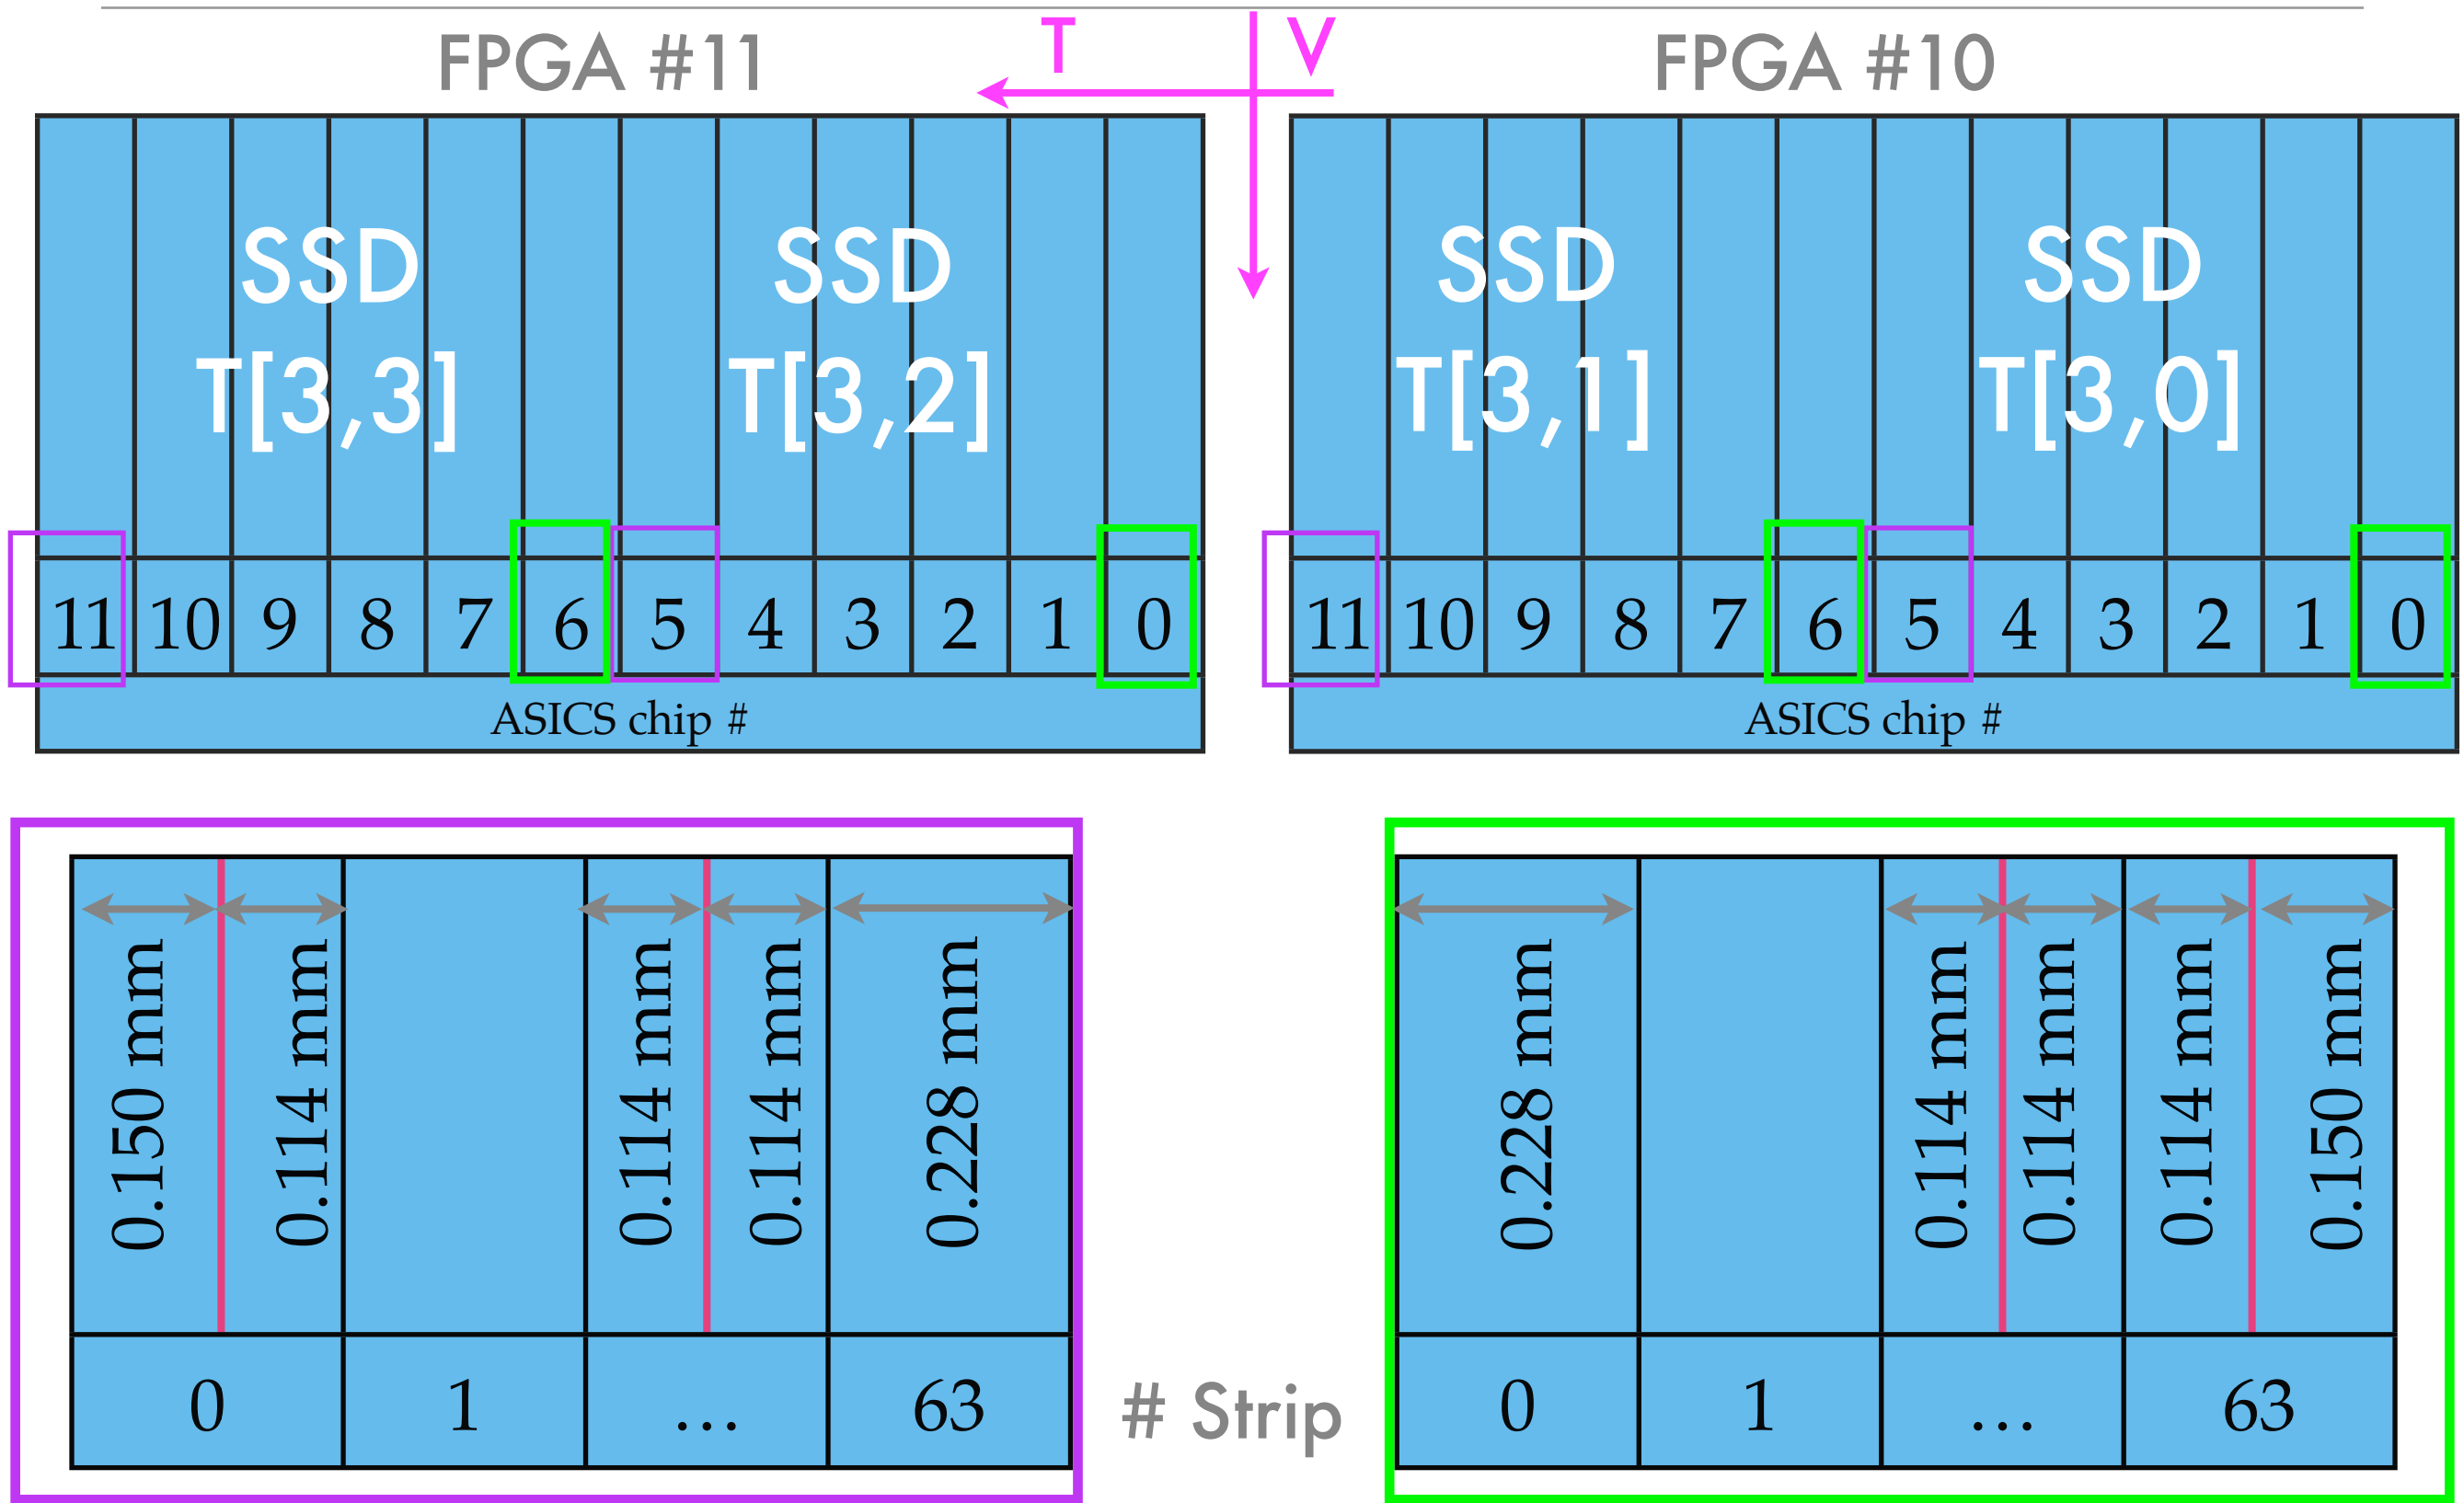 FPGA #11
T
V
FPGA #10
SSD
T[3,3]
SSD
T[3,2]
SSD
T[3,1]
SSD
T[3,0]
11 10 9 8 7 6 5 4 3 2 1 0
ASICS chip #
11 10 9 8 7 6 5 4 3 2 1 0
ASICS chip #
0.150 mm
0.114 mm
0.114 mm
0.114 mm
0.228 mm
0 1 ... 63
# Strip
0.228 mm
0.114 mm
0.114 mm
0.114 mm
0.150 mm
0 1 ... 63